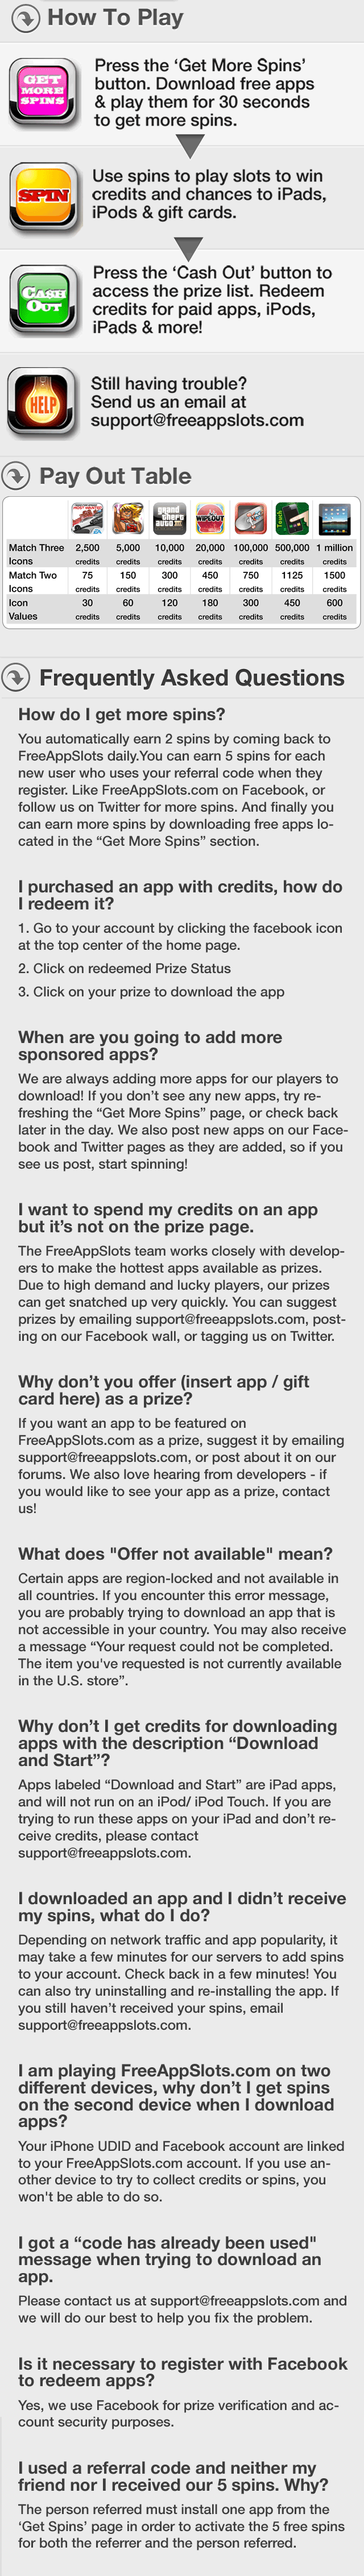 How To Play
GET
MORE
SPINS
Press the ‘Get More Spins’
button. Download free apps
& play them for 30 seconds
to get more spins.
SPIN
Use spins to play slots to win
credits and chances to iPads,
iPods & gift cards.
CASH
OUT
Press the ‘Cash Out’ button to
access the prize list. Redeem
credits for paid apps, iPods,
iPads & more!
HELP
Still having trouble?
Send us an email at
support@freeappslots.com
Pay Out Table
Match Three 2,500 5,000 10,000 20,000 100,000 500,000 1 million
Icons credits credits credits credits credits credits credits
Match Two 75 150 300 450 750 1125 1500
Icons credits credits credits credits credits credits credits
Icon 30 60 120 180 300 450 600
Values credits credits credits credits credits credits credits
Frequently Asked Questions
How do I get more spins?
You automatically earn 2 spins by coming back to
FreeAppSlots daily.You can earn 5 spins for each
new user who uses your referral code when they
register. Like FreeAppSlots.com on Facebook, or
follow us on Twitter for more spins. And finally you
can earn more spins by downloading free apps lo-
cated in the “Get More Spins” section.
I purchased an app with credits, how do
I redeem it?
1. Go to your account by clicking the facebook icon
at the top center of the home page.
2. Click on redeemed Prize Status
3. Click on your prize to download the app
When are you going to add more
sponsored apps?
We are always adding more apps for our players to
download! If you don’t see any new apps, try re-
freshing the “Get More Spins” page, or check back
later in the day. We also post new apps on our Face-
book and Twitter pages as they are added, so if you
see us post, start spinning!
I want to spend my credits on an app
but it’s not on the prize page.
The FreeAppSlots team works closely with develop-
ers to make the hottest apps available as prizes.
Due to high demand and lucky players, our prizes
can get snatched up very quickly. You can suggest
prizes by emailing support@freeappslots.com, post-
ing on our Facebook wall, or tagging us on Twitter.
Why don’t you offer (insert app / gift
card here) as a prize?
If you want an app to be featured on
FreeAppSlots.com as a prize, suggest it by emailing
support@freeappslots.com, or post about it on our
forums. We also love hearing from developers - if
you would like to see your app as a prize, contact
us!
What does "Offer not available" mean?
Certain apps are region-locked and not available in
all countries. If you encounter this error message,
you are probably trying to download an app that is
not accessible in your country. You may also receive
a message “Your request could not be completed.
The item you've requested is not currently available
in the U.S. store”.
Why don’t I get credits for downloading
apps with the description “Download
and Start”?
Apps labeled “Download and Start” are iPad apps,
and will not run on an iPod/ iPod Touch. If you are
trying to run these apps on your iPad and don’t re-
ceive credits, please contact
support@freeappslots.com.
I downloaded an app and I didn’t receive
my spins, what do I do?
Depending on network traffic and app popularity, it
may take a few minutes for our servers to add spins
to your account. Check back in a few minutes! You
can also try uninstalling and re-installing the app. If
you still haven’t received your spins, email
support@freeappslots.com.
I am playing FreeAppSlots.com on two
different devices, why don’t I get spins
on the second device when I download
apps?
Your iPhone UDID and Facebook account are linked
to your FreeAppSlots.com account. If you use an-
other device to try to collect credits or spins, you
won't be able to do so.
I got a “code has already been used"
message when trying to download an
app.
Please contact us at support@freeappslots.com and
we will do our best to help you fix the problem.
Is it necessary to register with Facebook
to redeem apps?
Yes, we use Facebook for prize verification and ac-
count security purposes.
I used a referral code and neither my
friend nor I received our 5 spins. Why?
The person referred must install one app from the
‘Get Spins’ page in order to activate the 5 free spins
for both the referrer and the person referred.